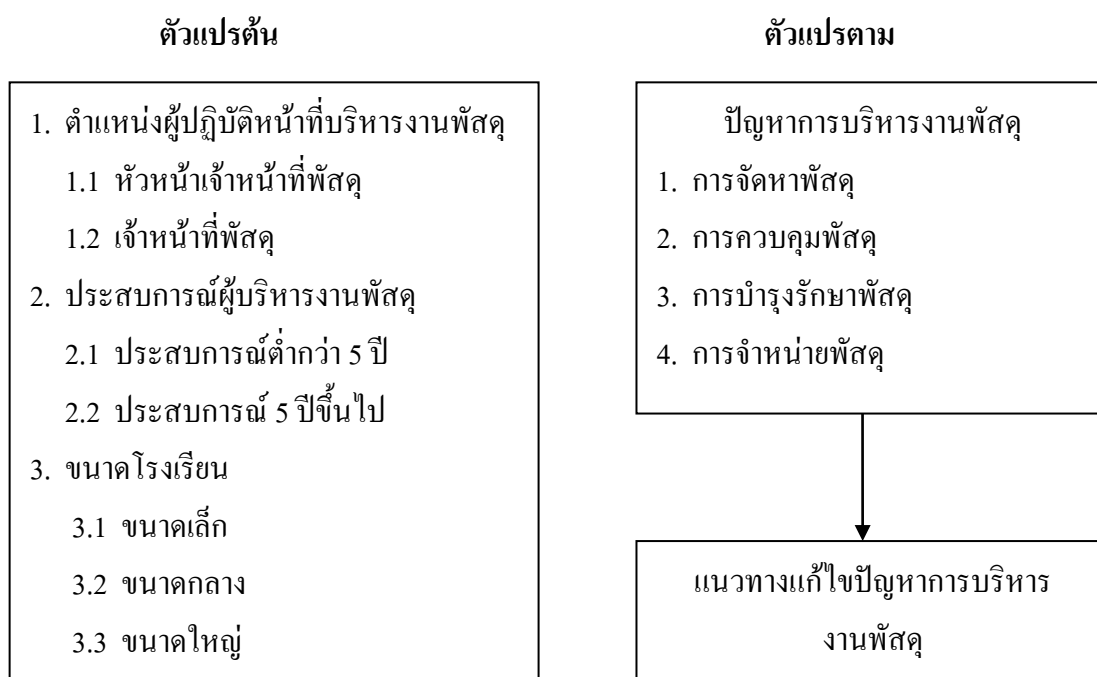 ตัวแปรต้น
ตัวแปรตาม
1. ตำแหน่งผู้ปฏิบัติหน้าที่บริหารงานพัสดุ
1.1 หัวหน้าเจ้าหน้าที่พัสดุ
1.2 เจ้าหน้าที่พัสดุ
2. ประสบการณ์ผู้บริหารงานพัสดุ
2.1 ประสบการณ์ต่ำกว่า 5 ปี
2.2 ประสบการณ์ 5 ปีขึ้นไป
3. ขนาดโรงเรียน
3.1 ขนาดเล็ก
3.2 ขนาดกลาง
3.3 ขนาดใหญ่
ปัญหาการบริหารงานพัสดุ
1. การจัดหาพัสดุ
2. การควบคุมพัสดุ
3. การบำรุงรักษาพัสดุ
4. การจำหน่ายพัสดุ
แนวทางแก้ไขปัญหาการบริหาร
งานพัสดุ